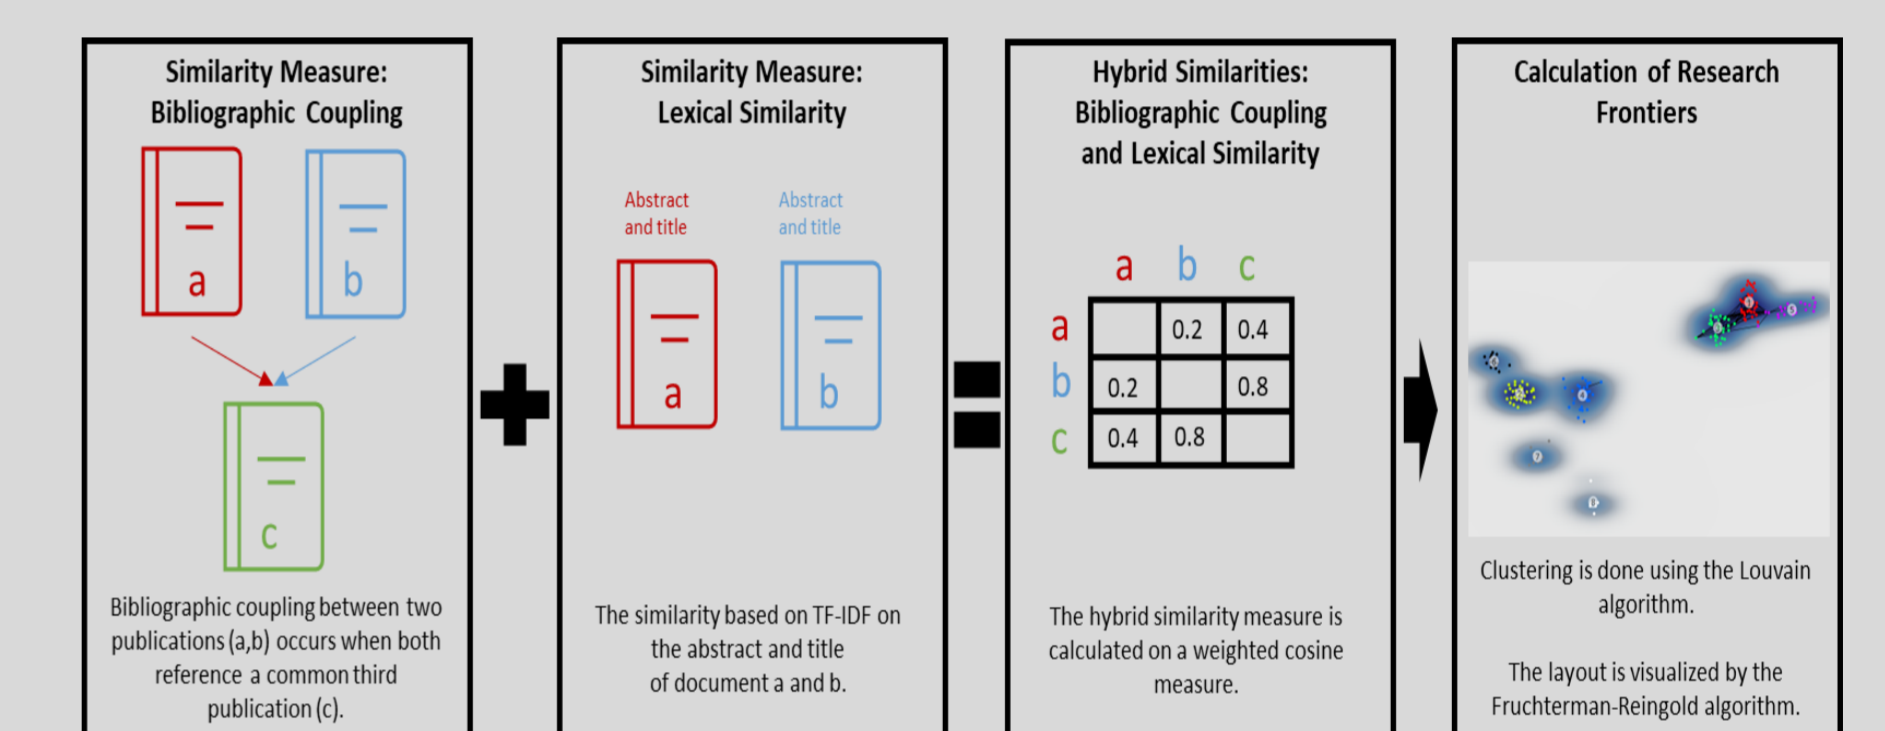 Similarity Measure:
Bibliographic Coupling
a
b
c
Bibliographic coupling between two
publications (a,b) occurs when both
reference a common third
publication (c).
Similarity Measure:
Lexical Similarity
Abstract
and title
Abstract
and title
a
b
The similarity based on TF-IDF on
the abstract and title
of document a and b.
Hybrid Similarities:
Bibliographic Coupling
and Lexical Similarity
a b c
a 0.2 0.4
b 0.2 0.8
c 0.4 0.8
The hybrid similarity measure is
calculated on a weighted cosine
measure.
Calculation of Research
Frontiers
Clustering is done using the Louvain
algorithm.
The layout is visualized by the
Fruchterman-Reingold algorithm.